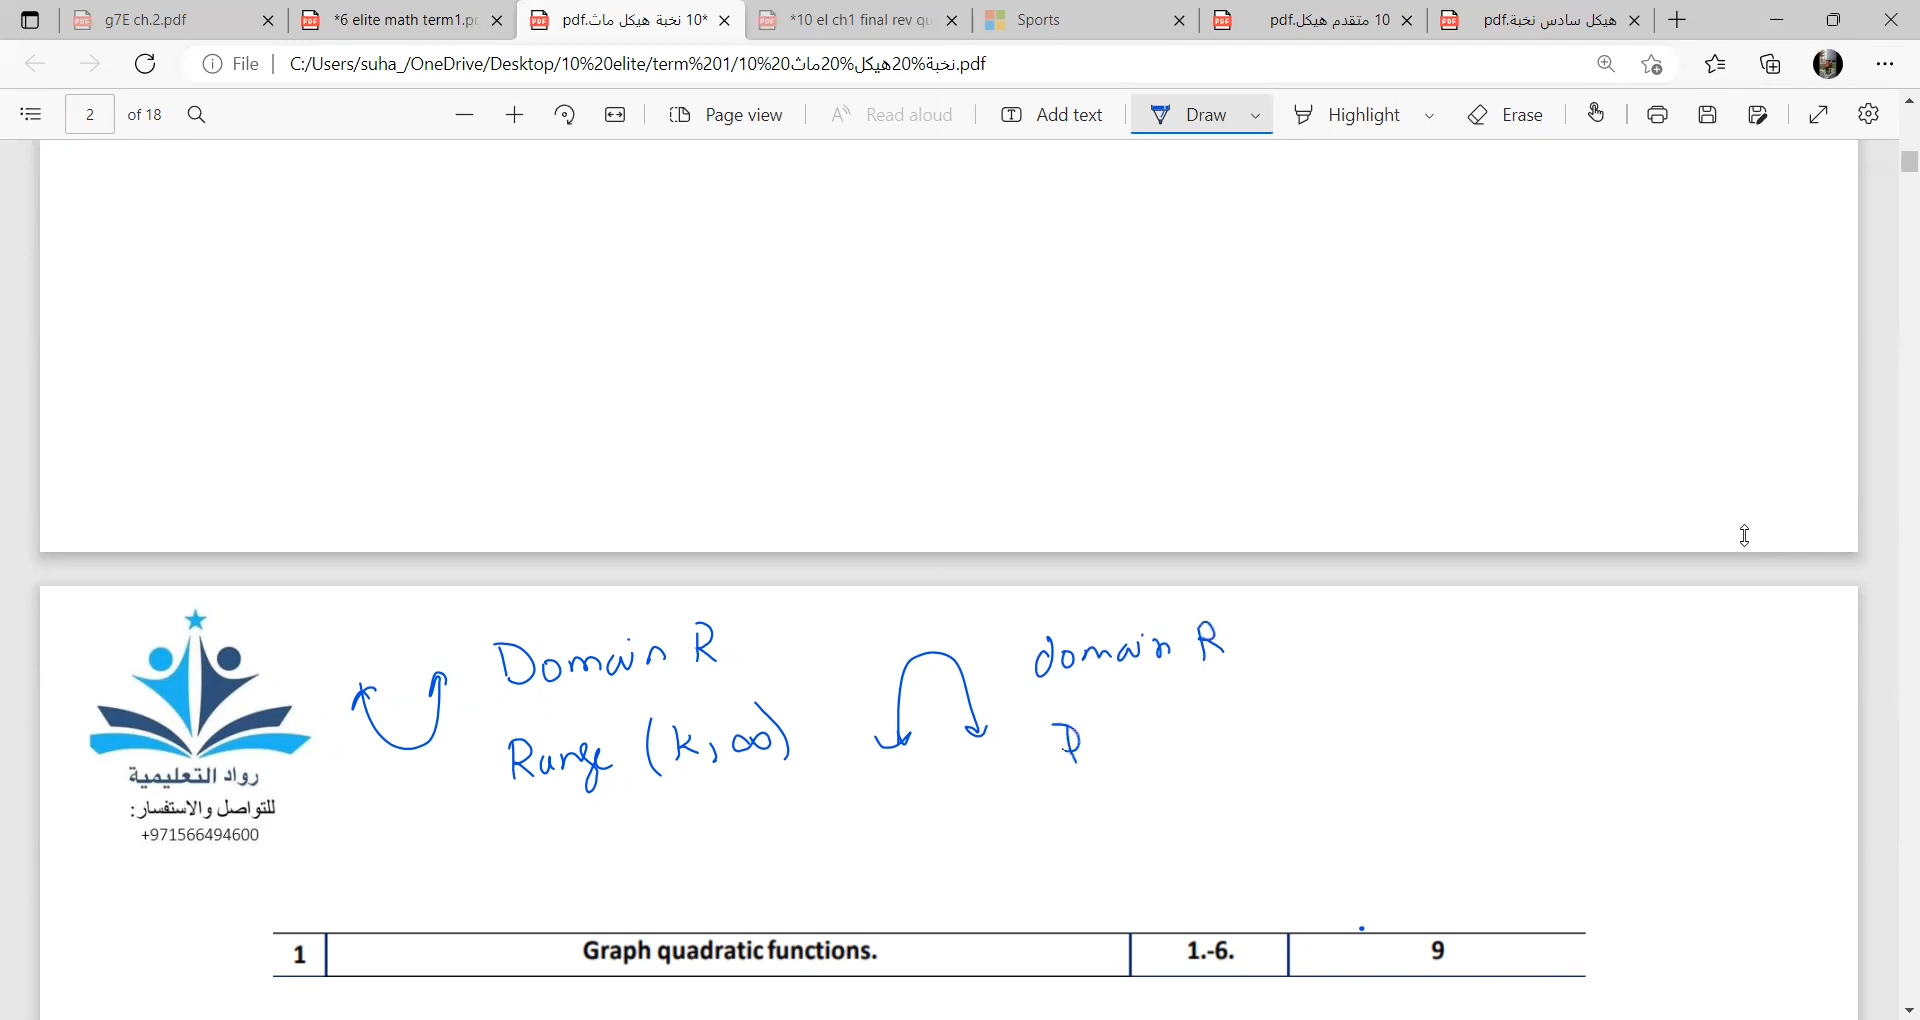 g7E ch.2.pdf
*6 elite math term1.p
*10 نخبة هيكل ماث.pdf
*10 el ch1 final rev qu
Sports
10 متقدم هيكل.pdf
هيكل سادس نخبة.pdf
File C:/Users/suha_/OneDrive/Desktop/10%20elite/term%201/10%20نخبة%20هيكل%20ماث.pdf
2 of 18 Page view Read aloud Add text Draw Highlight Erase
Domain R
domain R
Range (k, ∞)
رواد التعليمية
للتواصل والاستفسار:
+971566494600
1 Graph quadratic functions. 1.-6. 9